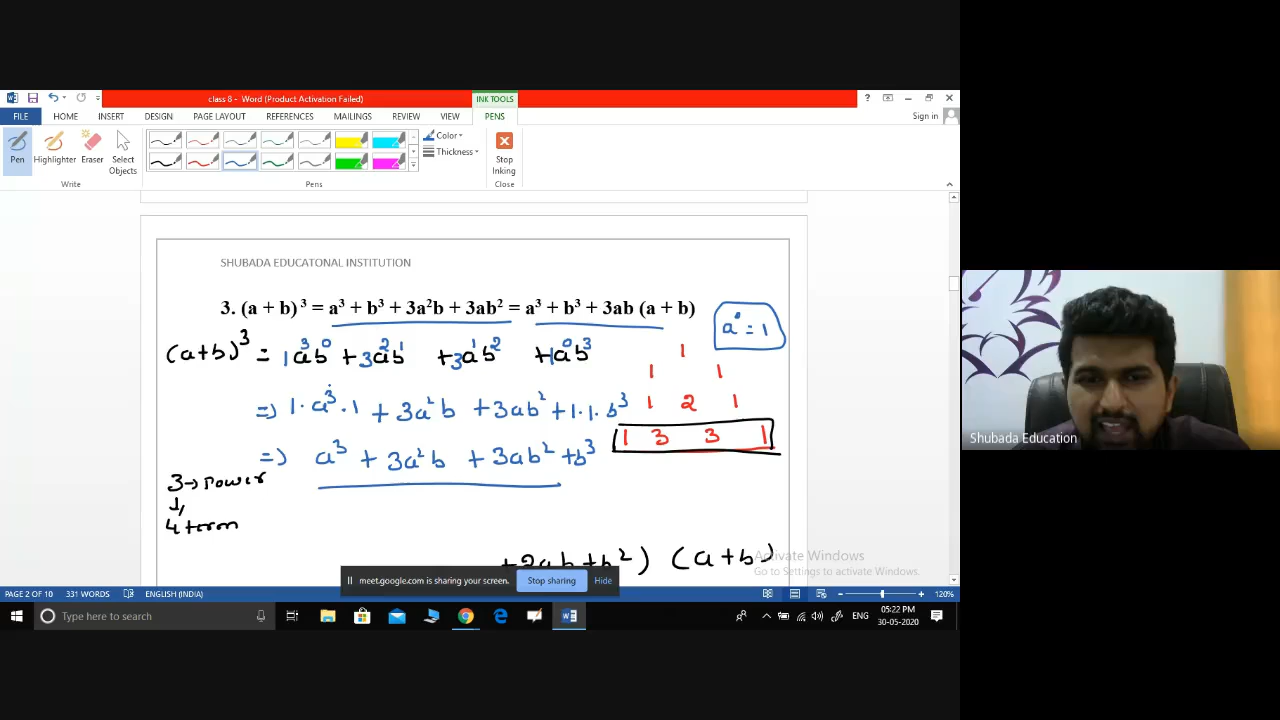 class 8 - Word (Product Activation Failed)
INK TOOLS
Sign in
FILE HOME INSERT DESIGN PAGE LAYOUT REFERENCES MAILINGS REVIEW VIEW PENS
Pen Highlighter Eraser Select Objects
Color
Thickness
Stop Inking
Write Pens Close
SHUBADA EDUCATONAL INSTITUTION
3. (a + b) ³ = a³ + b³ + 3a²b + 3ab² = a³ + b³ + 3ab (a + b)
a⁰ = 1
(a+b)³ = 1a³b⁰ + 3a²b¹ + 3a¹b² + 1a⁰b³
1
1 1
=> 1·a³·1 + 3a²b + 3ab² + 1·1·b³
1 2 1
1 3 3 1
=> a³ + 3a²b + 3ab² + b³
3 → Power
↓
4 term
+2ab+b²) (a+b)
Activate Windows
Go to Settings to activate Windows.
meet.google.com is sharing your screen. Stop sharing Hide
PAGE 2 OF 10 331 WORDS ENGLISH (INDIA) 120%
Type here to search
ENG
05:22 PM
30-05-2020
Shubada Education